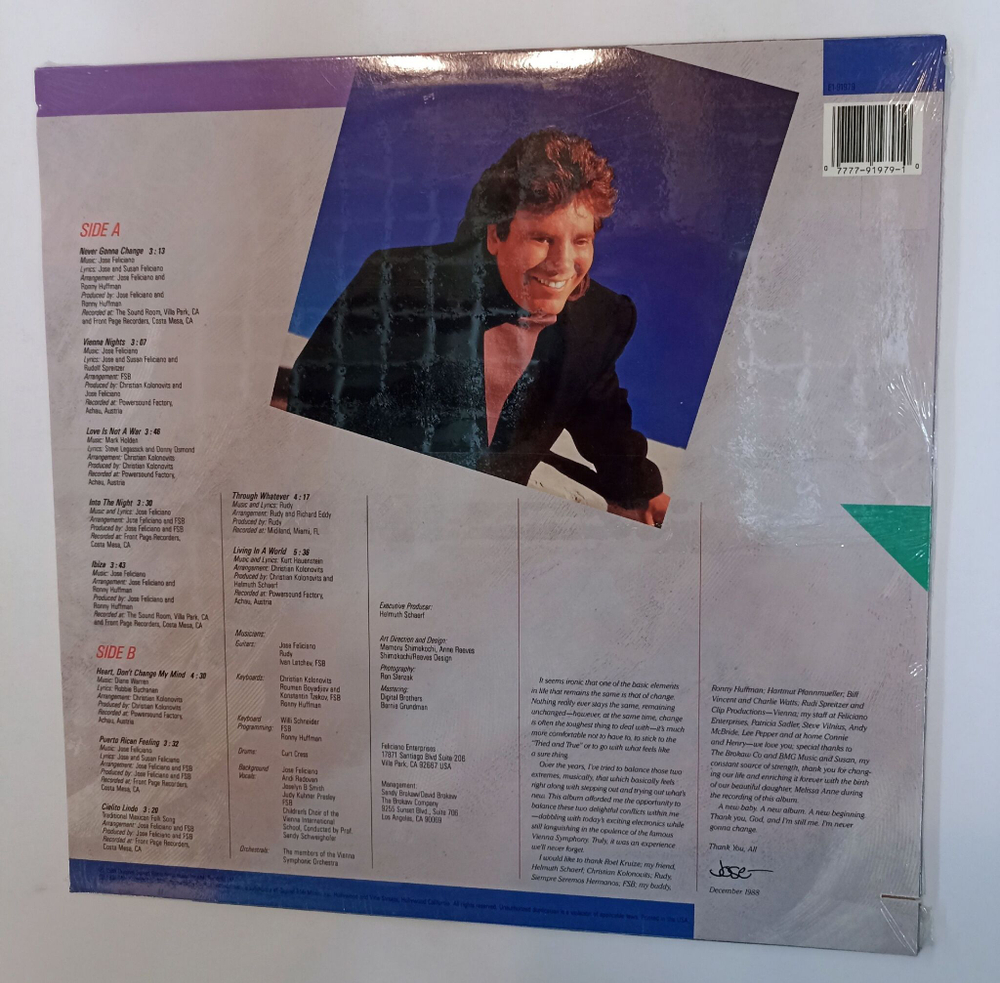 E1-91979
0 7777-91979-1 0
SIDE A
Never Gonna Change 3:13
Music: Jose Feliciano
Lyrics: Jose and Susan Feliciano
Arrangement: Jose Feliciano and
Ronny Huffman
Produced by: Jose Feliciano and
Ronny Huffman
Recorded at: The Sound Room, Villa Park, CA
and Front Page Recorders, Costa Mesa, CA
Vienna Nights 3:07
Music: Jose Feliciano
Lyrics: Jose and Susan Feliciano and
Rudolf Spreitzer
Arrangement: FSB
Produced by: Christian Kolonovits and
Jose Feliciano
Recorded at: Powersound Factory,
Achau, Austria
Love Is Not A War 3:46
Music: Mark Holden
Lyrics: Steve Legassick and Danny Osmond
Arrangement: Christian Kolonovits
Produced by: Christian Kolonovits
Recorded at: Powersound Factory,
Achau, Austria
Into The Night 3:30
Music and Lyrics: Jose Feliciano
Arrangement: Jose Feliciano and FSB
Produced by: Jose Feliciano and FSB
Recorded at: Front Page Recorders,
Costa Mesa, CA
Ibiza 3:43
Music: Jose Feliciano
Arrangement: Jose Feliciano and
Ronny Huffman
Produced by: Jose Feliciano and
Ronny Huffman
Recorded at: The Sound Room, Villa Park, CA
and Front Page Recorders, Costa Mesa, CA
SIDE B
Heart, Don't Change My Mind 4:30
Music: Diane Warren
Lyrics: Robbie Buchanan
Arrangement: Christian Kolonovits
Produced by: Christian Kolonovits
Recorded at: Powersound Factory,
Achau, Austria
Puerto Rican Feeling 3:32
Music: Jose Feliciano
Lyrics: Jose and Susan Feliciano
Arrangement: Jose Feliciano and FSB
Produced by: Jose Feliciano and FSB
Recorded at: Front Page Recorders,
Costa Mesa, CA
Cielito Lindo 3:20
Traditional Mexican Folk Song
Arrangement: Jose Feliciano and FSB
Produced by: Jose Feliciano and FSB
Recorded at: Front Page Recorders,
Costa Mesa, CA
Through Whatever 4:17
Music and Lyrics: Rudy
Arrangement: Rudy and Richard Eddy
Produced by: Rudy
Recorded at: Midiland, Miami, FL
Living In A World 5:36
Music and Lyrics: Kurt Hauenstein
Arrangement: Christian Kolonovits
Produced by: Christian Kolonovits and
Helmuth Schaerf
Recorded at: Powersound Factory,
Achau, Austria
Musicians:
Guitars: Jose Feliciano
Rudy
Ivan Letchev, FSB
Keyboards: Christian Kolonovits
Roumen Boyadjiev and
Konstantin Tzekov, FSB
Ronny Huffman
Keyboard Programming: Willi Schneider
FSB
Ronny Huffman
Drums: Curt Cress
Background Vocals: Jose Feliciano
Andi Radovan
Jocelyn B Smith
Judy Kuhner Presley
FSB
Children's Choir of the
Vienna International
School, Conducted by Prof.
Sandy Schweighofer
Orchestra: The members of the Vienna
Symphonic Orchestra
Executive Producer:
Helmuth Schaerf
Art Direction and Design:
Mamoru Shimokochi, Anne Reeves
Shimokochi/Reeves Design
Photography:
Ron Slenzak
Mastering:
Digital Brothers
Bernie Grundman
Feliciano Enterprises
17871 Santiago Blvd Suite 206
Villa Park, CA 92667 USA
Management:
Sandy Brokaw/David Brokaw
The Brokaw Company
9255 Sunset Blvd., Suite 706
Los Angeles, CA 90069
It seems ironic that one of the basic elements
in life that remains the same is that of change.
Nothing really ever stays the same, remaining
unchanged—however, at the same time, change
is often the toughest thing to deal with—it's much
more comfortable not to have to, to stick to the
"Tried and True" or to go with what feels like
a sure thing.
Over the years, I've tried to balance those two
extremes, musically, that which basically feels
right along with stepping out and trying out what's
new. This album afforded me the opportunity to
balance these two delightful conflicts within me
—dabbling with today's exciting electronics while
still languishing in the opulence of the famous
Vienna Symphony. Truly, it was an experience
we'll never forget.
I would like to thank Roel Kruize; my friend,
Helmuth Schaerf; Christian Kolonovits; Rudy,
Siempre Seremos Hermanos; FSB; my buddy,
Ronny Huffman; Hartmut Pfannmueller; Biff
Vincent and Charlie Watts; Rudi Spreitzer and
Clip Productions—Vienna; my staff at Feliciano
Enterprises, Patricia Sadler, Steve Vilnius, Andy
McBride, Lee Pepper and at home Connie
and Henry—we love you; special thanks to
The Brokaw Co and BMG Music and Susan, my
constant source of strength, thank you for chang-
ing our life and enriching it forever with the birth
of our beautiful daughter, Melissa Anne during
the recording of this album.
A new baby. A new album. A new beginning.
Thank you, God, and I'm still me. I'm never
gonna change.
Thank You, All
Jose
December 1988